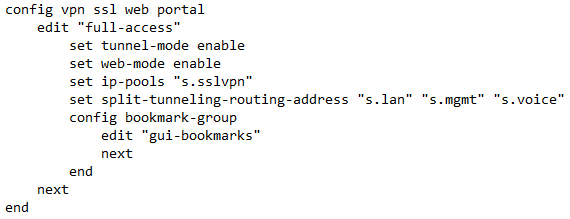 config vpn ssl web portal
    edit "full-access"
        set tunnel-mode enable
        set web-mode enable
        set ip-pools "s.sslvpn"
        set split-tunneling-routing-address "s.lan" "s.mgmt" "s.voice"
        config bookmark-group
            edit "gui-bookmarks"
            next
        end
    next
end